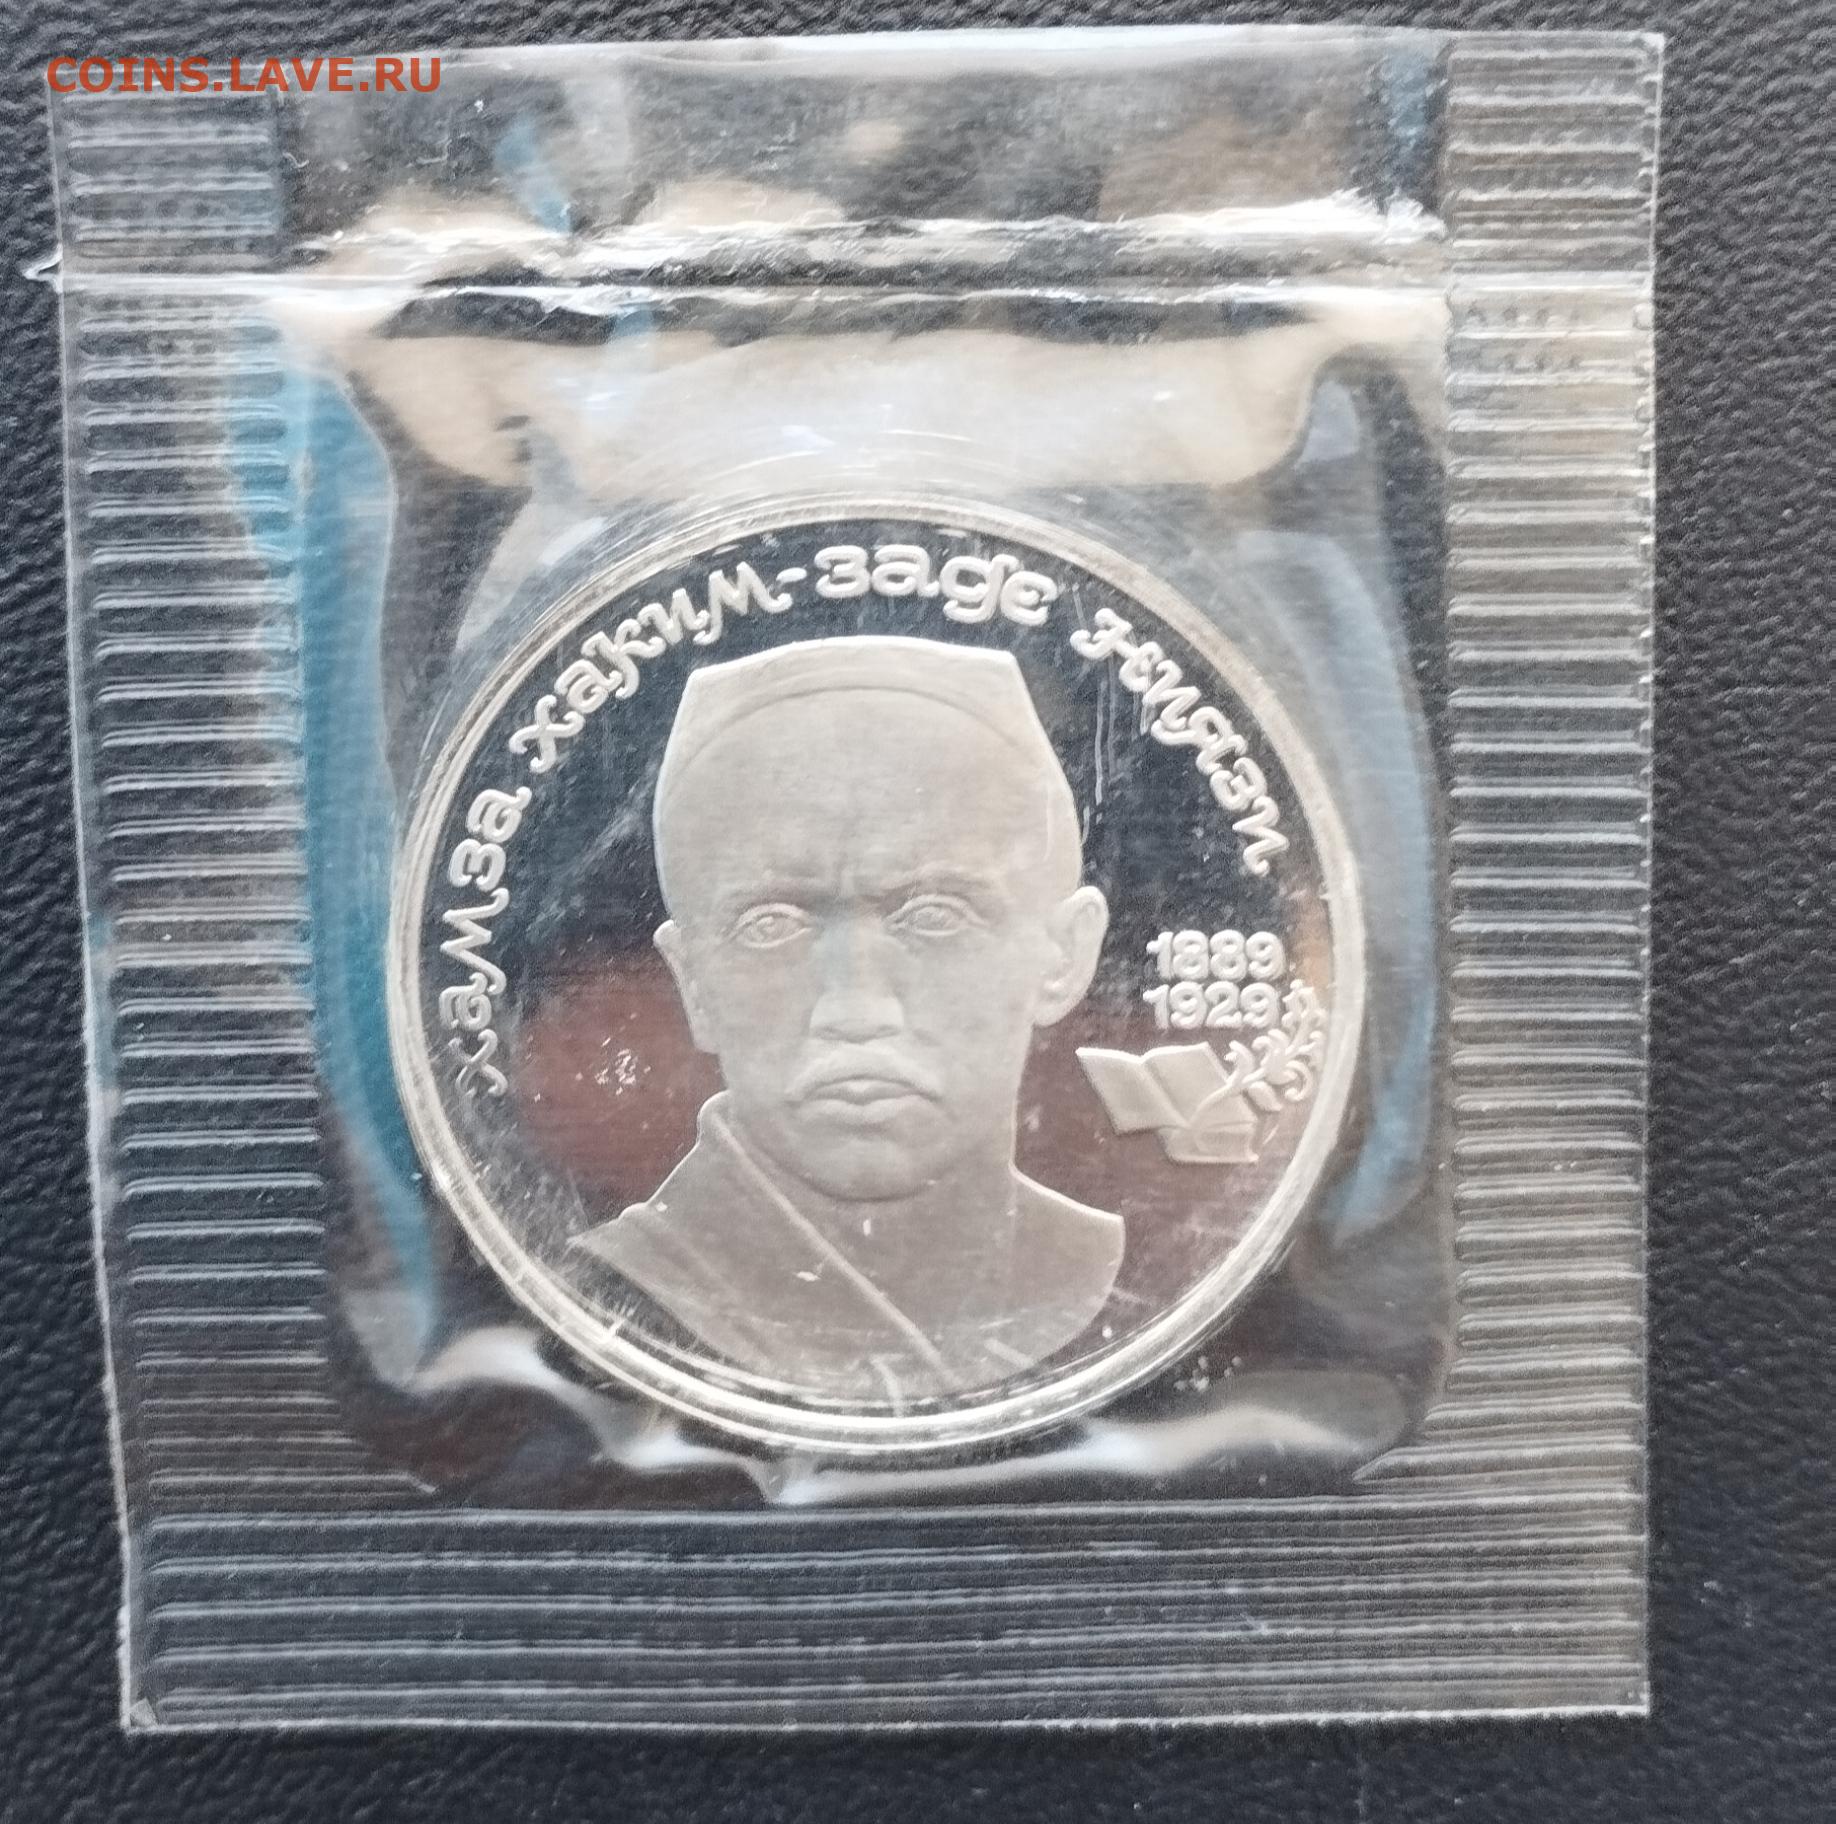 COINS.LAVE.RU
хамза хаким-заде ниязи
1889
1929